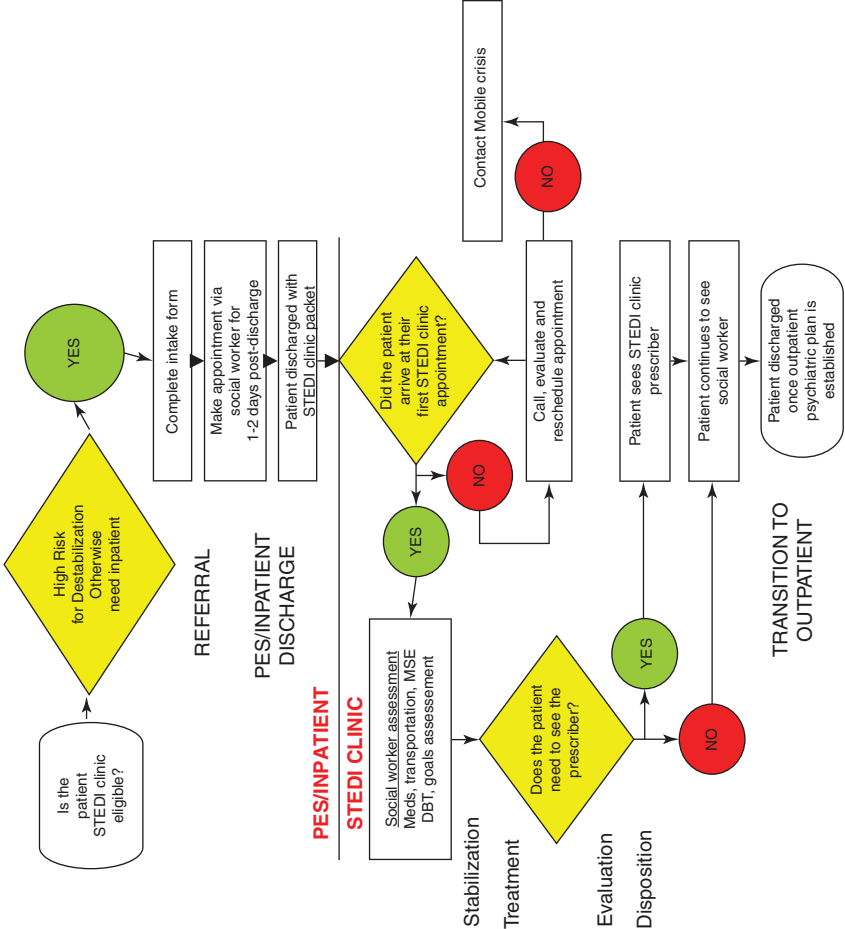 Is the
patient
STEDI clinic
eligible?
High Risk
for Destabilization
Otherwise
need inpatient
YES
REFERRAL
Complete intake form
Make appointment via
social worker for
1-2 days post-discharge
PES/INPATIENT
DISCHARGE
Patient discharged with
STEDI clinic packet
PES/INPATIENT
STEDI CLINIC
Did the patient
arrive at their
first STEDI clinic
appointment?
YES
NO
Call, evaluate and
reschedule appointment
NO
Contact Mobile crisis
Social worker assessment
Meds, transportation, MSE
DBT, goals assessement
Stabilization
Treatment
Does the patient
need to see the
prescriber?
Evaluation
Disposition
YES
NO
Patient sees STEDI clinic
prescriber
Patient continues to see
social worker
TRANSITION TO
OUTPATIENT
Patient discharged
once outpatient
psychiatric plan is
established